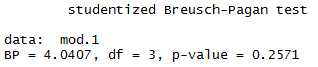 studentized Breusch-Pagan test
data:  mod.1
BP = 4.0407, df = 3, p-value = 0.2571